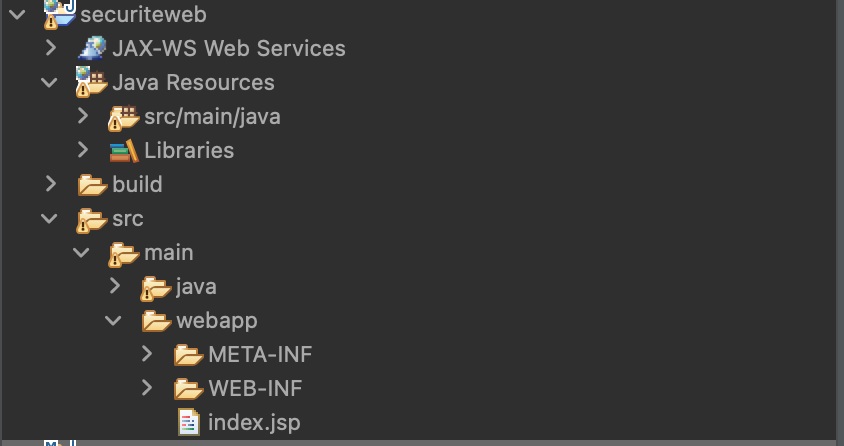 securiteweb
JAX-WS Web Services
Java Resources
src/main/java
Libraries
build
src
main
java
webapp
META-INF
WEB-INF
index.jsp